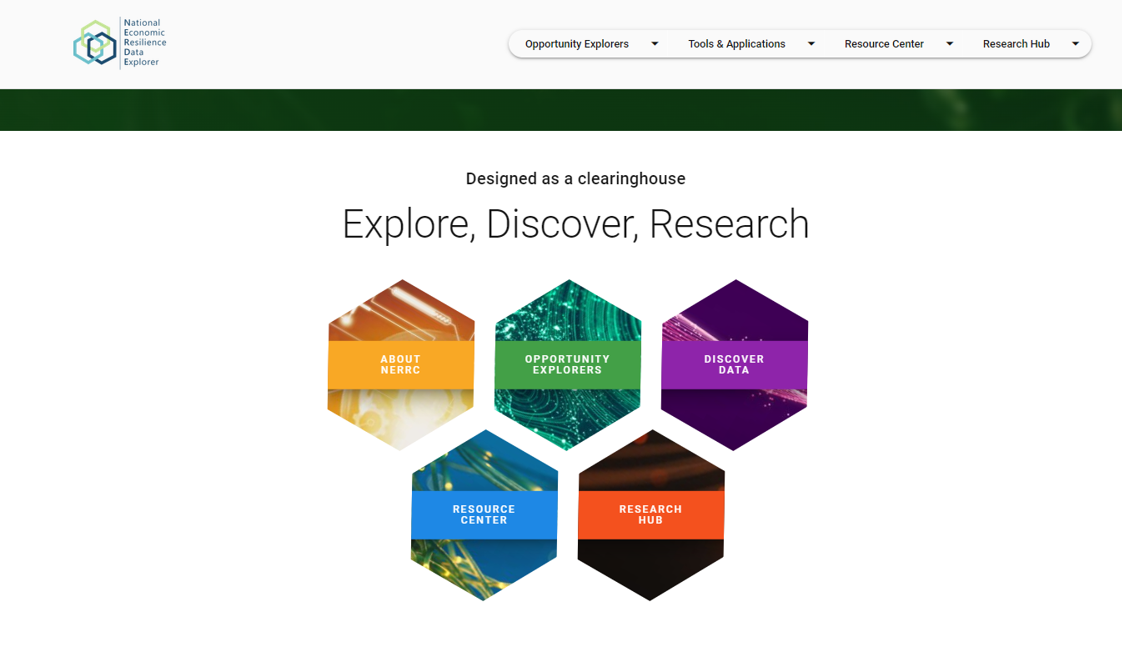 National
Economic
Resilience
Data
Explorer
Opportunity Explorers
Tools & Applications
Resource Center
Research Hub
Designed as a clearinghouse
Explore, Discover, Research
ABOUT
NERRC
OPPORTUNITY
EXPLORERS
DISCOVER
DATA
RESOURCE
CENTER
RESEARCH
HUB